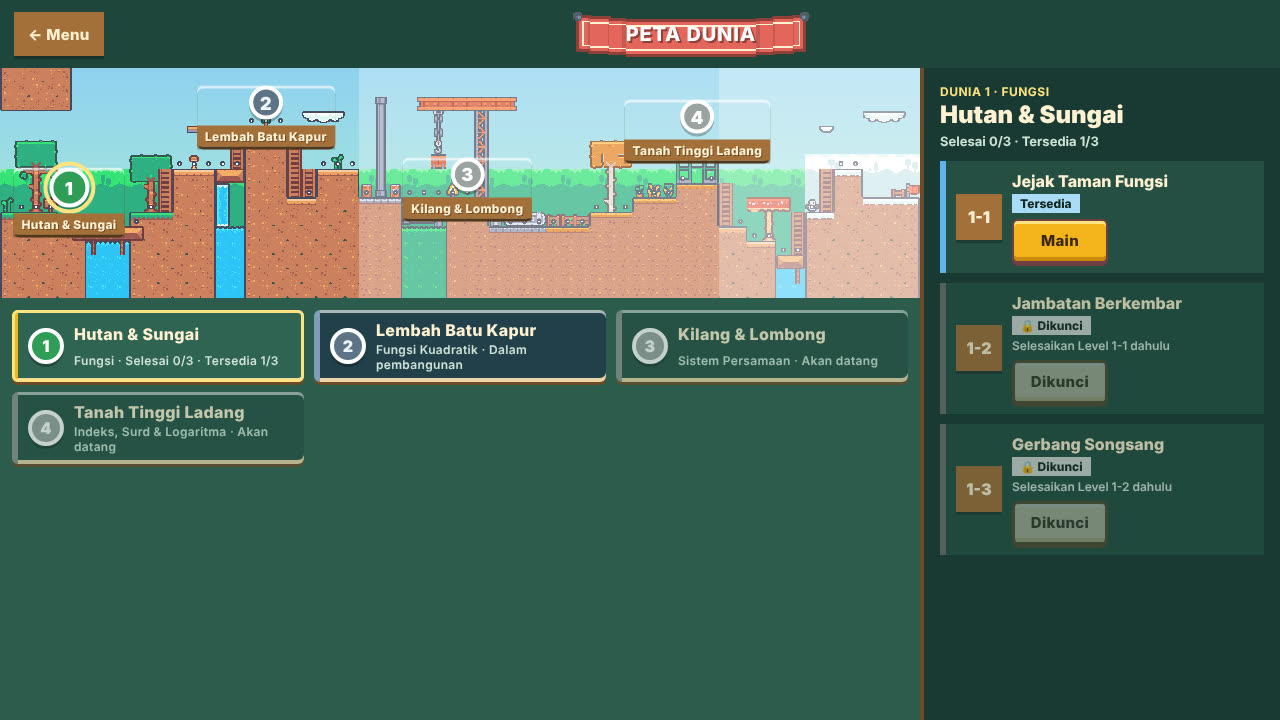 ← Menu
PETA DUNIA
1
Hutan & Sungai
2
Lembah Batu Kapur
3
Kilang & Lombong
4
Tanah Tinggi Ladang
1
Hutan & Sungai
Fungsi · Selesai 0/3 · Tersedia 1/3
2
Lembah Batu Kapur
Fungsi Kuadratik · Dalam
pembangunan
3
Kilang & Lombong
Sistem Persamaan · Akan datang
4
Tanah Tinggi Ladang
Indeks, Surd & Logaritma · Akan
datang
DUNIA 1 · FUNGSI
Hutan & Sungai
Selesai 0/3 · Tersedia 1/3
1-1
Jejak Taman Fungsi
Tersedia
Main
1-2
Jambatan Berkembar
🔒 Dikunci
Selesaikan Level 1-1 dahulu
Dikunci
1-3
Gerbang Songsang
🔒 Dikunci
Selesaikan Level 1-2 dahulu
Dikunci